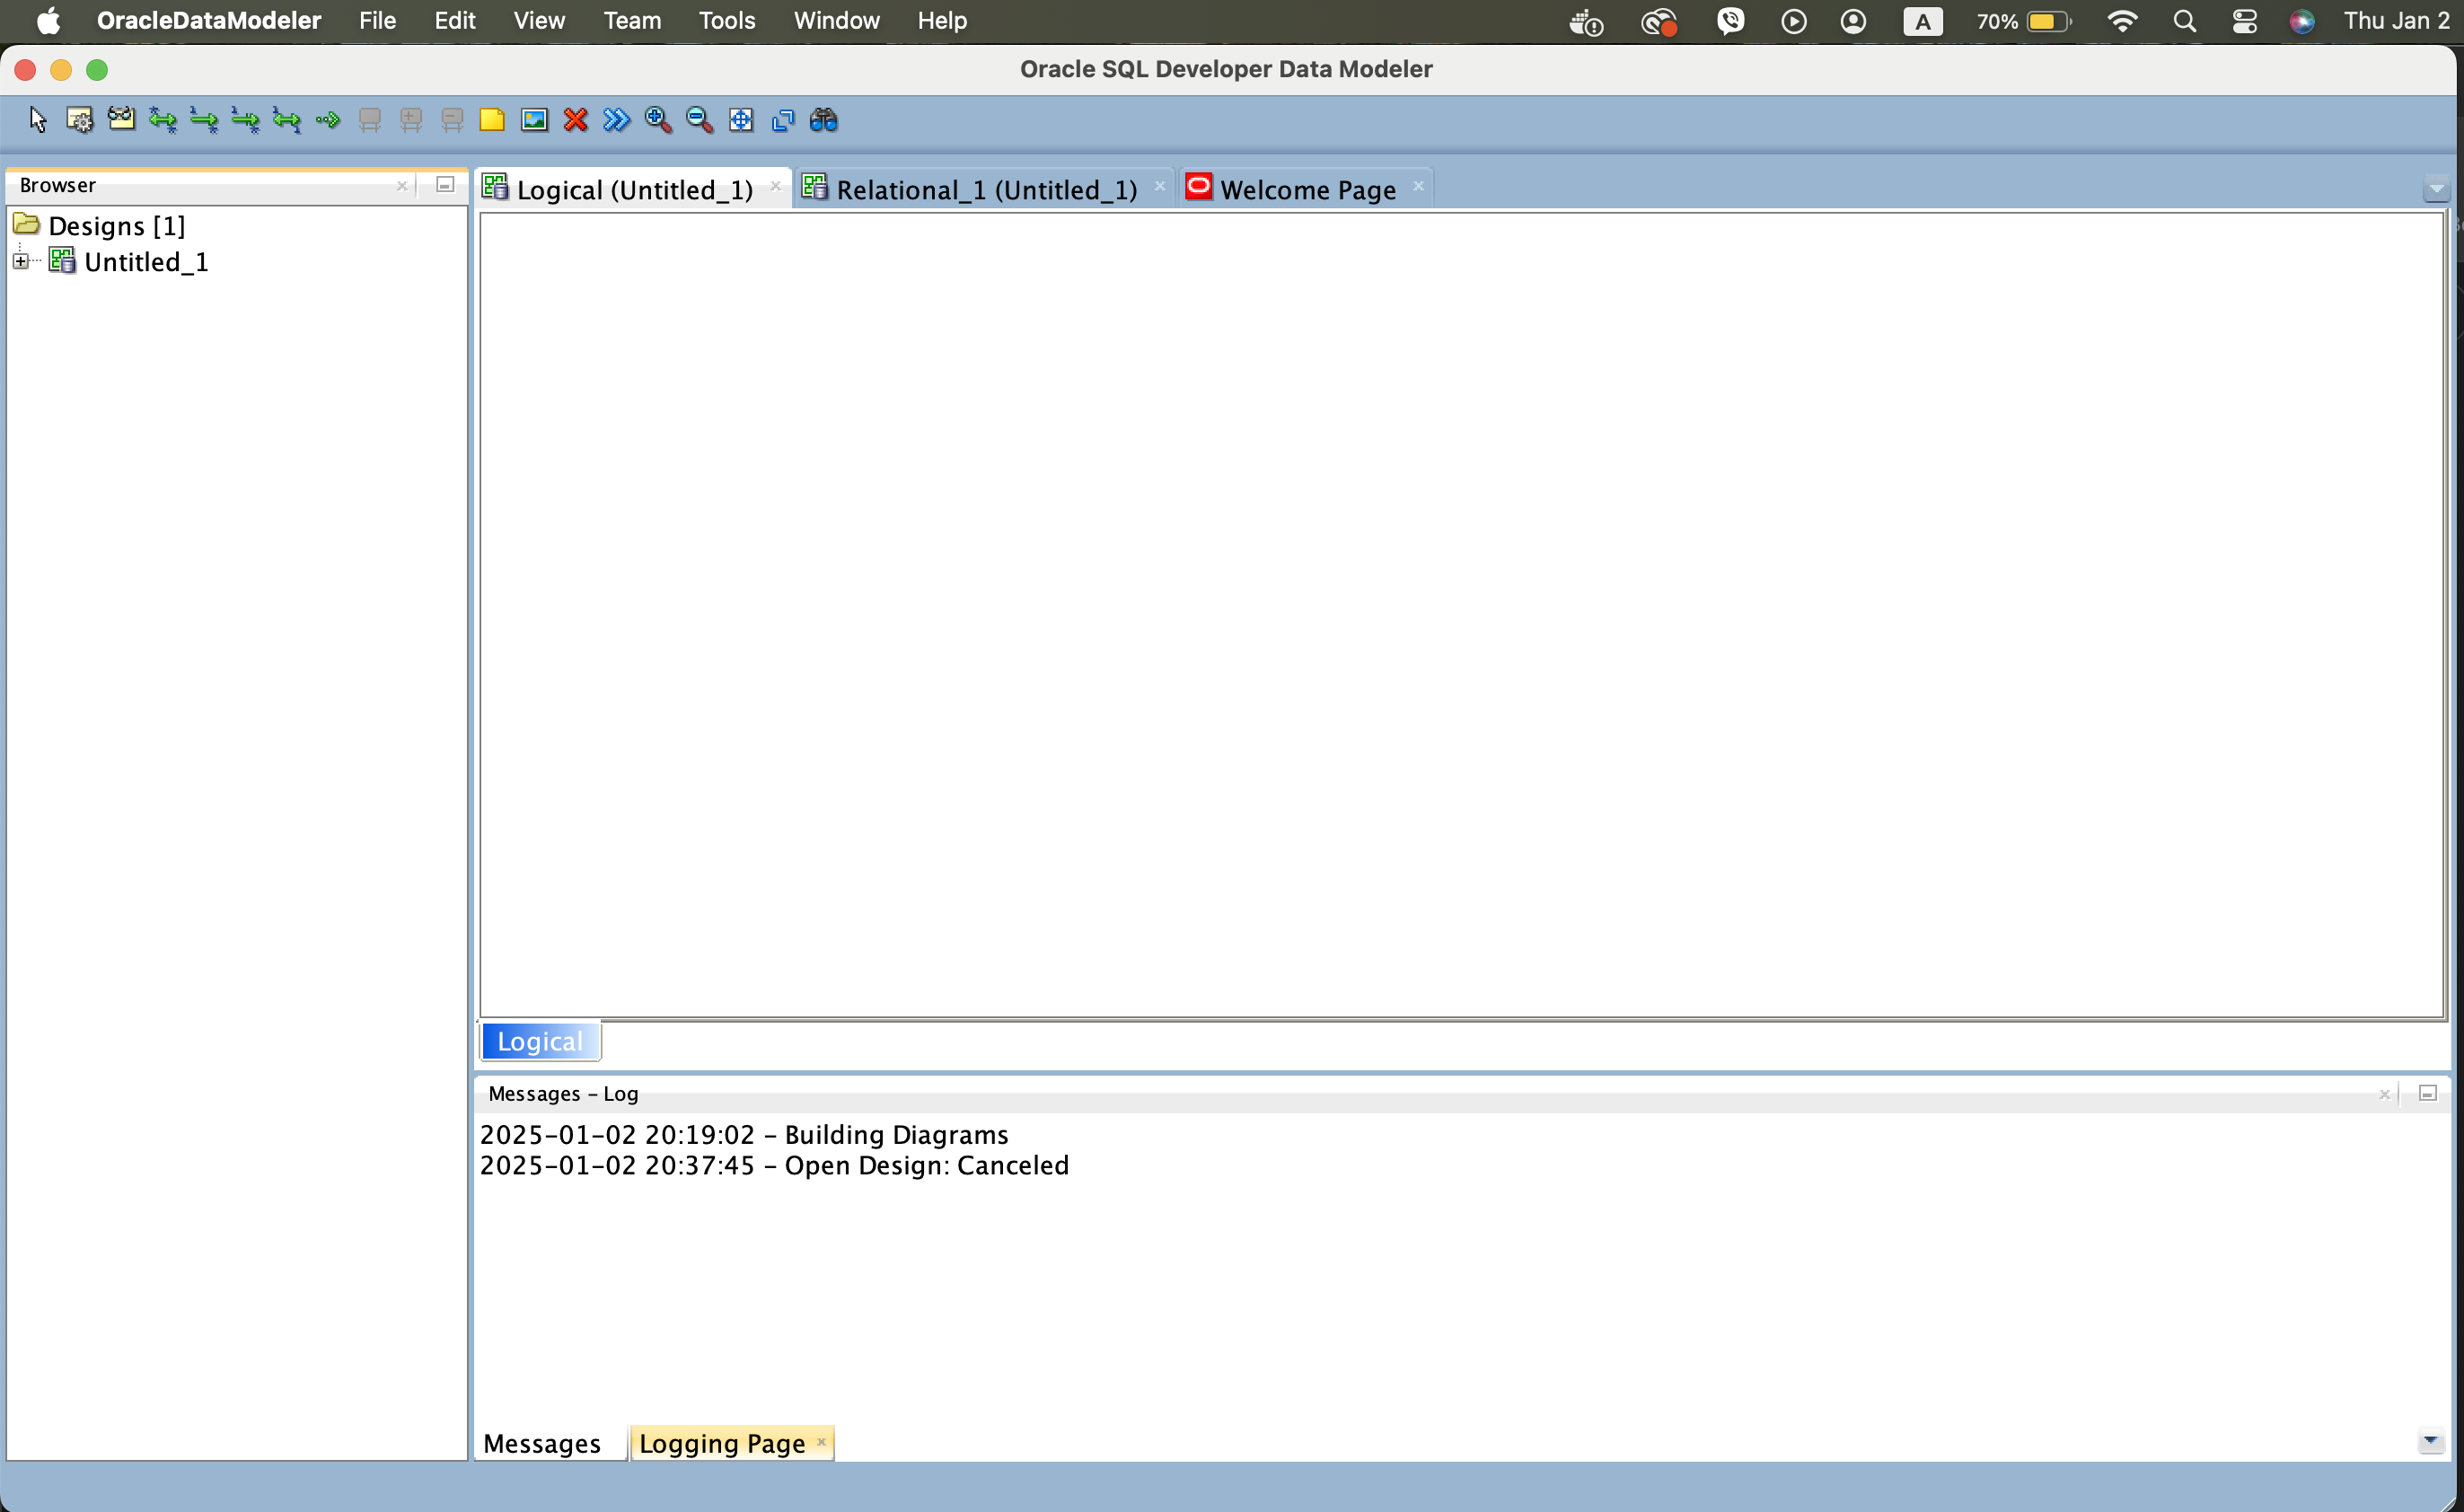 OracleDataModeler File Edit View Team Tools Window Help A 70% Thu Jan 2
Oracle SQL Developer Data Modeler
Browser
Designs [1]
Untitled_1
Logical (Untitled_1) Relational_1 (Untitled_1) Welcome Page
Logical
Messages - Log
2025-01-02 20:19:02 - Building Diagrams
2025-01-02 20:37:45 - Open Design: Canceled
Messages Logging Page